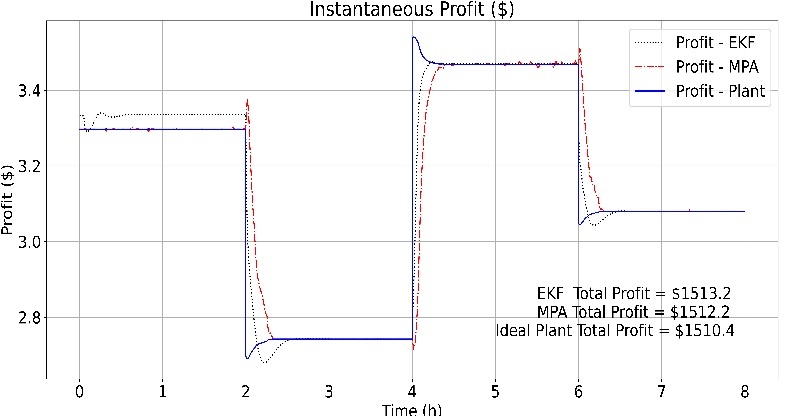 Instantaneous Profit ($)
Profit - EKF
Profit - MPA
Profit - Plant
3.4
3.2
3.0
2.8
Profit ($)
EKF Total Profit = $1513.2
MPA Total Profit = $1512.2
Ideal Plant Total Profit = $1510.4
0 1 2 3 4 5 6 7 8
Time (h)